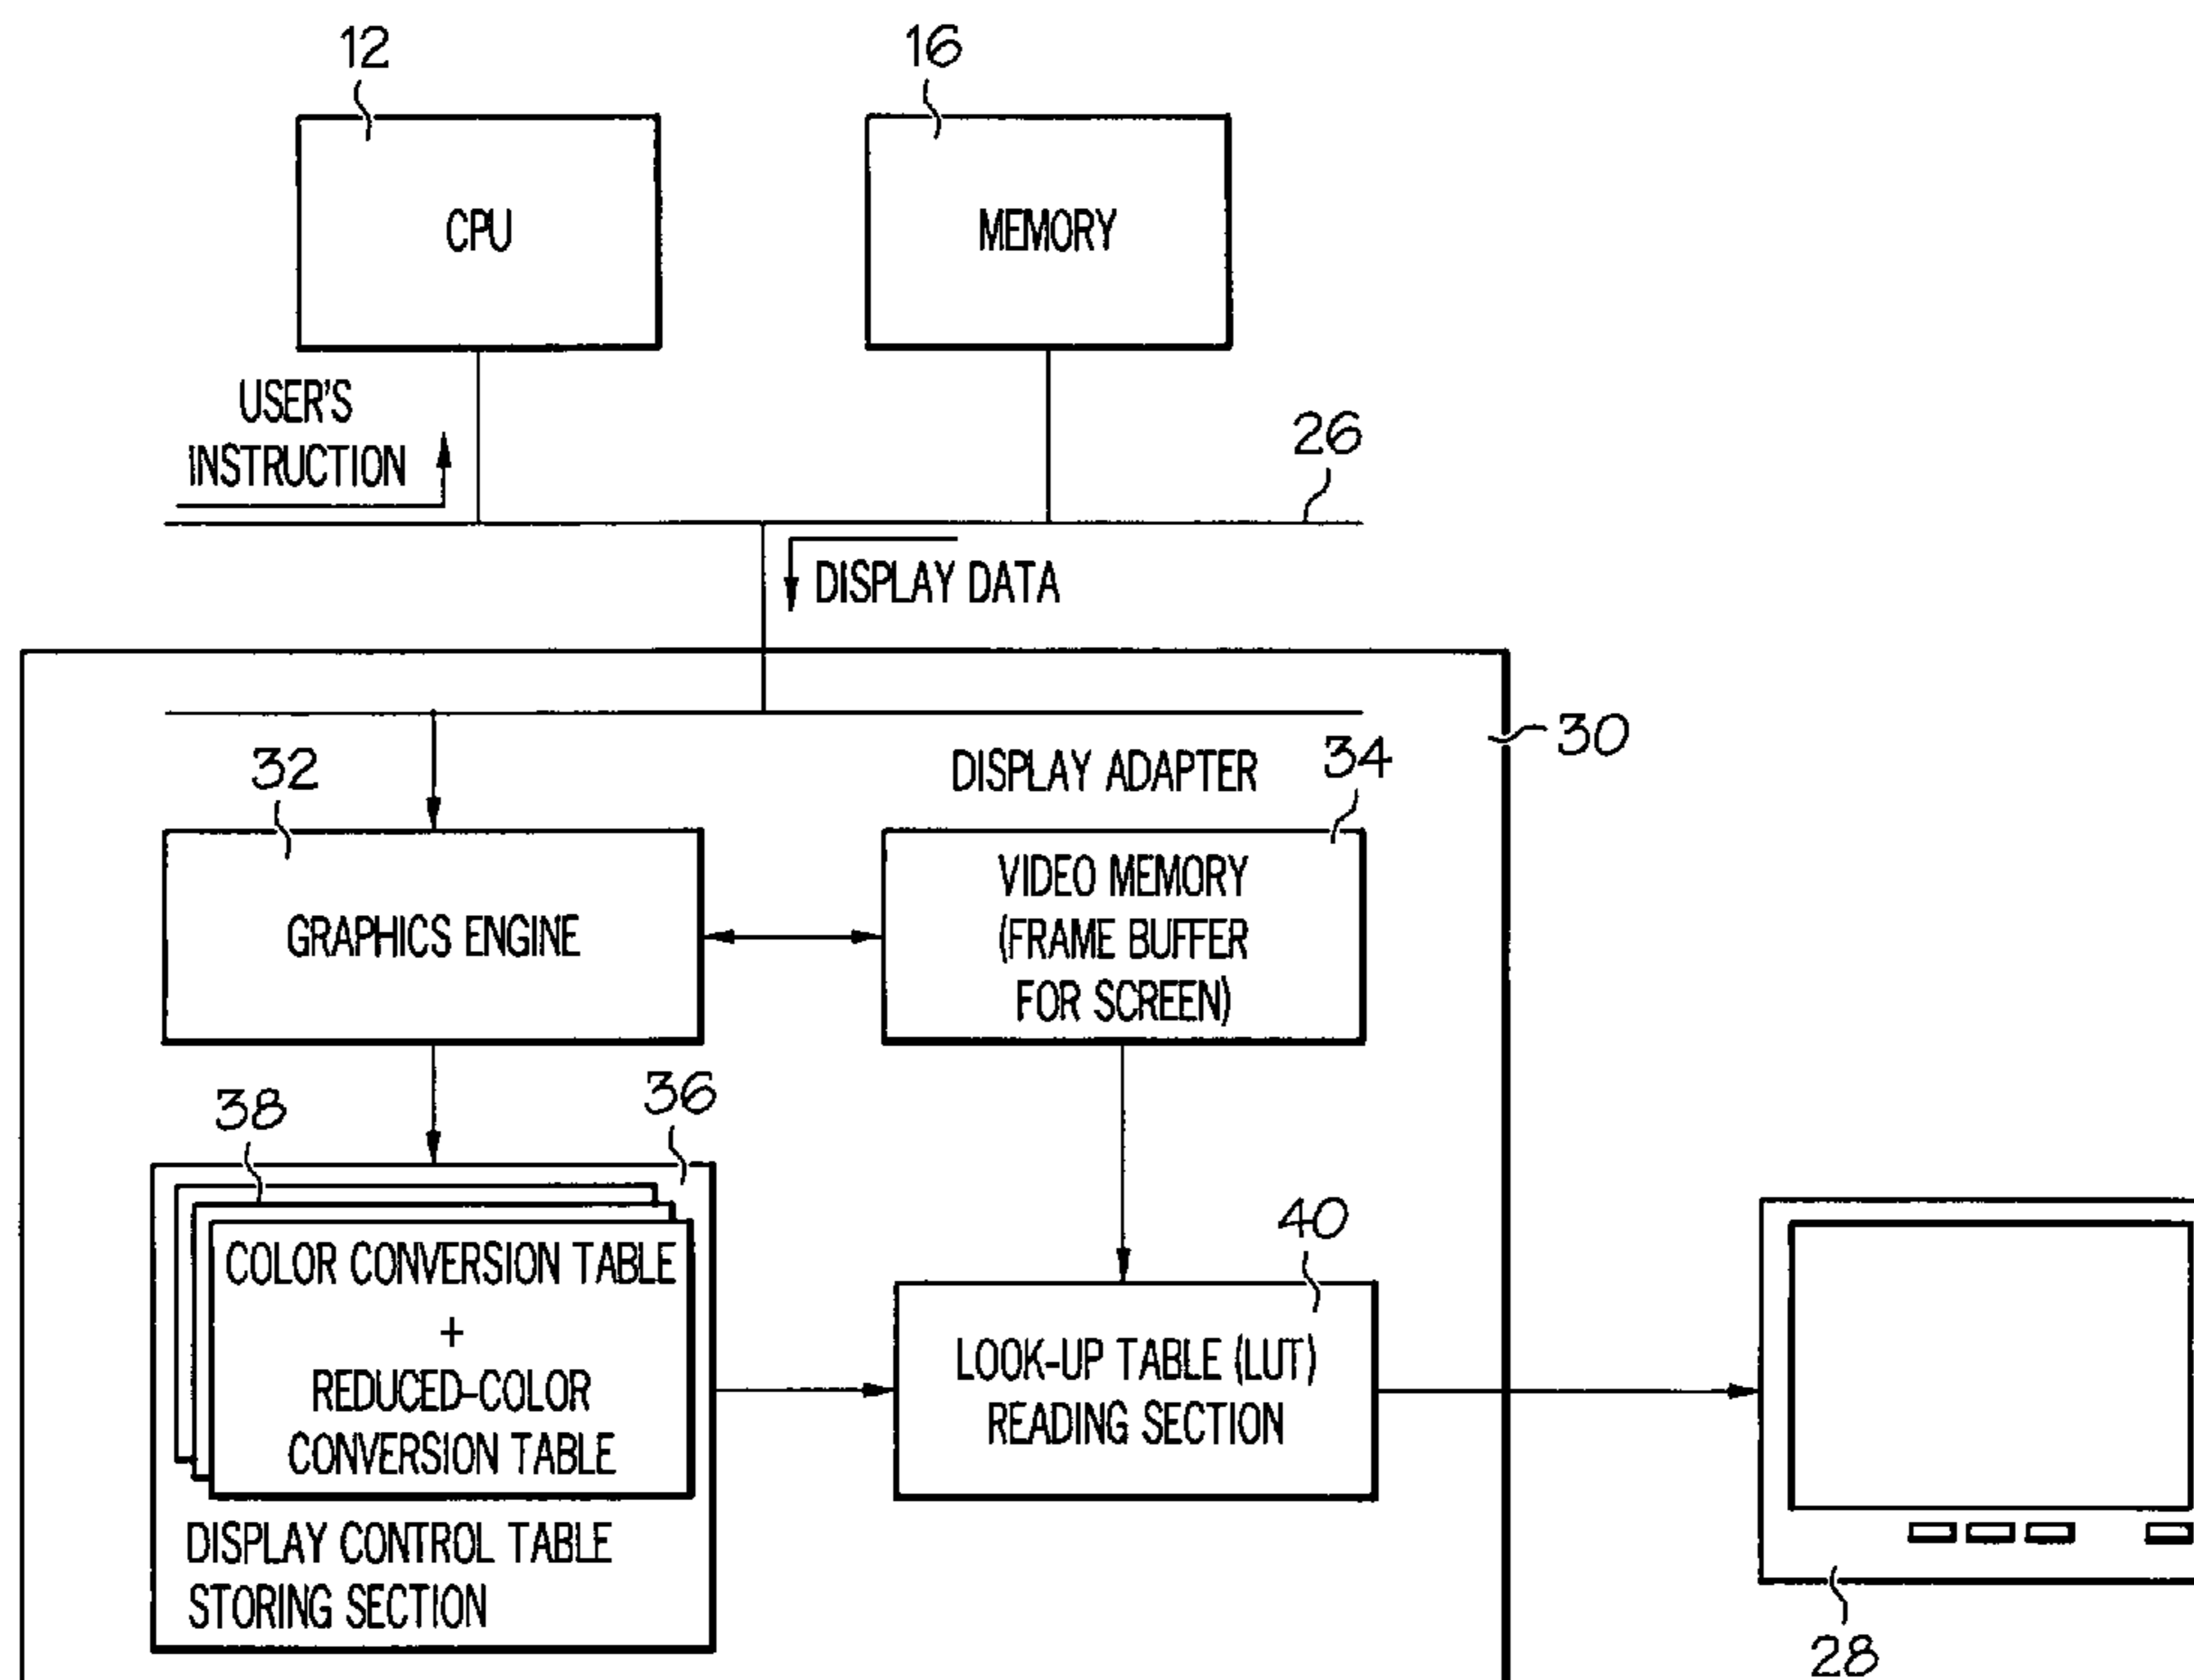 12
16
CPU
MEMORY
USER'S
INSTRUCTION
26
DISPLAY DATA
30
DISPLAY ADAPTER
32
34
GRAPHICS ENGINE
VIDEO MEMORY
(FRAME BUFFER
FOR SCREEN)
38
36
40
COLOR CONVERSION TABLE
+
REDUCED-COLOR
CONVERSION TABLE
LOOK-UP TABLE (LUT)
READING SECTION
DISPLAY CONTROL TABLE
STORING SECTION
28